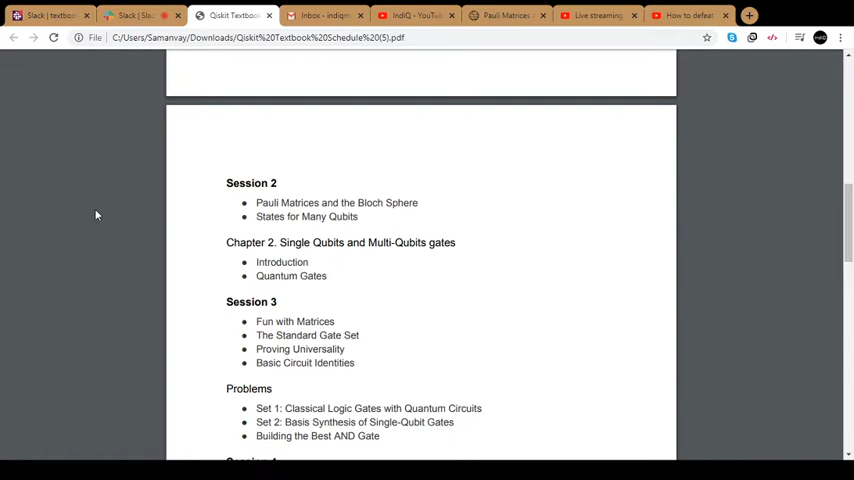 Slack | textbo
Slack | Slac
Qiskit Textboo
Inbox - indiqm
IndiQ - YouTu
Pauli Matrices
Live streaming
How to defeat
File C:/Users/Samanvay/Downloads/Qiskit%20Textbook%20Schedule%20(5).pdf
Session 2
Pauli Matrices and the Bloch Sphere
States for Many Qubits
Chapter 2. Single Qubits and Multi-Qubits gates
Introduction
Quantum Gates
Session 3
Fun with Matrices
The Standard Gate Set
Proving Universality
Basic Circuit Identities
Problems
Set 1: Classical Logic Gates with Quantum Circuits
Set 2: Basis Synthesis of Single-Qubit Gates
Building the Best AND Gate